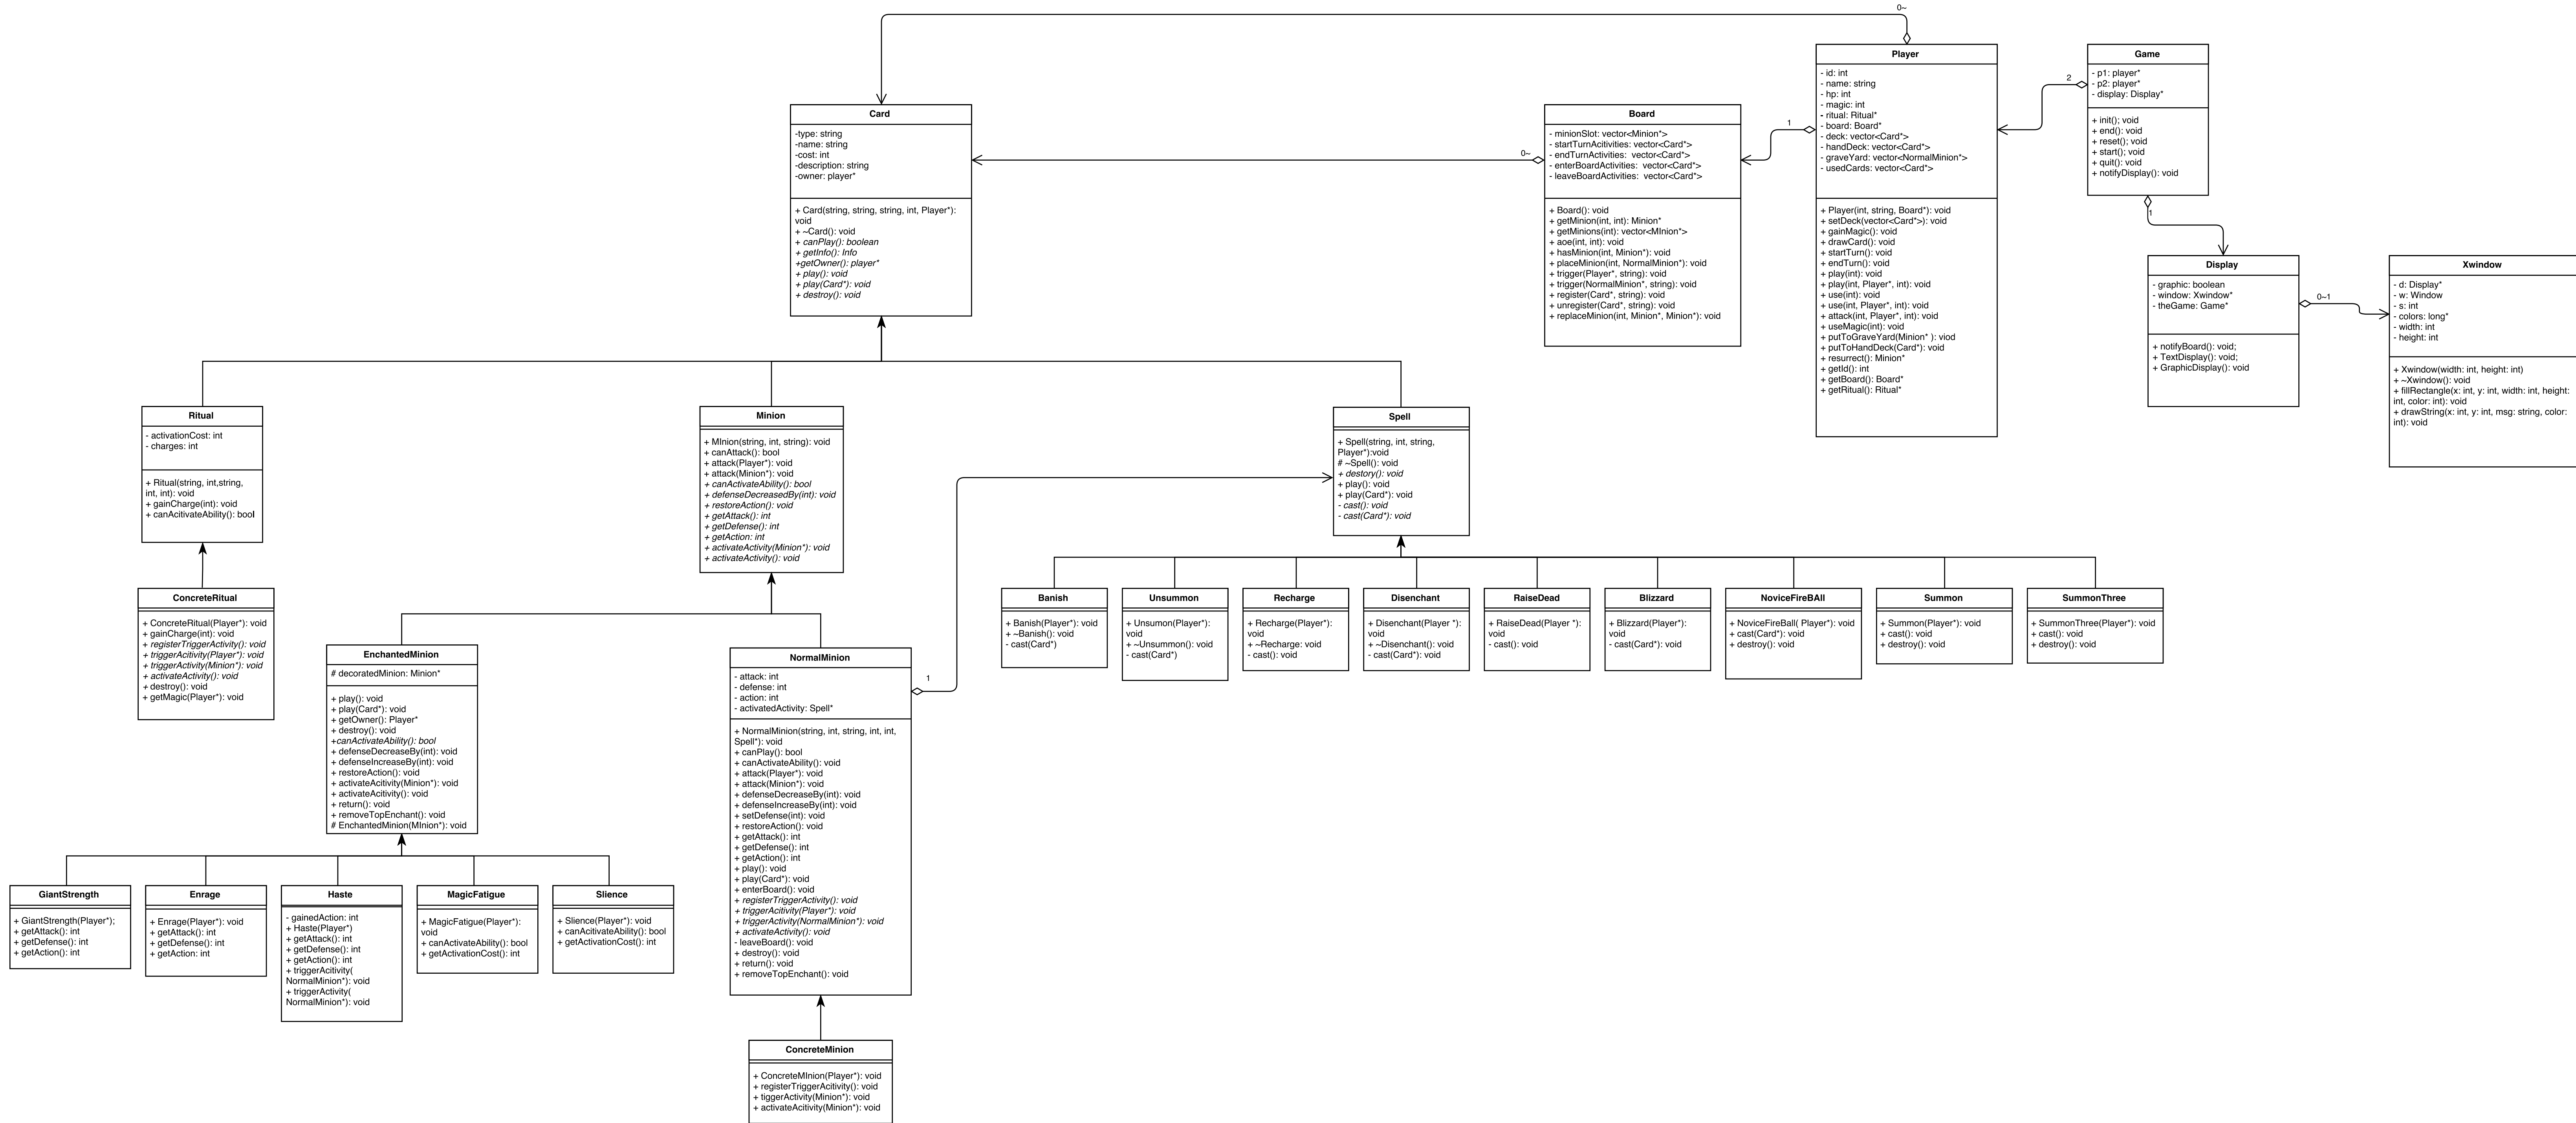 0~
Player
- id: int
- name: string
- hp: int
- magic: int
- ritual: Ritual*
- board: Board*
- deck: vector<Card*>
- handDeck: vector<Card*>
- graveYard: vector<NormalMinion*>
- usedCards: vector<Card*>
+ Player(int, string, Board*): void
+ setDeck(vector<Card*>): void
+ gainMagic(): void
+ drawCard(): void
+ startTurn(): void
+ endTurn(): void
+ play(int): void
+ play(int, Player*, int): void
+ use(int): void
+ use(int, Player*, int): void
+ attack(int, Player*, int): void
+ useMagic(int): void
+ putToGraveYard(Minion* ): viod
+ putToHandDeck(Card*): void
+ resurrect(): Minion*
+ getId(): int
+ getBoard(): Board*
+ getRitual(): Ritual*
Game
- p1: player*
- p2: player*
- display: Display*
+ init(); void
+ end(): void
+ reset(); void
+ start(); void
+ quit(): void
+ notifyDisplay(): void
2
1
1
Card
-type: string
-name: string
-cost: int
-description: string
-owner: player*
+ Card(string, string, string, int, Player*):
void
+ ~Card(): void
+ canPlay(): boolean
+ getInfo(): Info
+getOwner(): player*
+ play(): void
+ play(Card*): void
+ destroy(): void
0~
Board
- minionSlot: vector<Minion*>
- startTurnAcitivities: vector<Card*>
- endTurnActivities:  vector<Card*>
- enterBoardActivities:  vector<Card*>
- leaveBoardActivities:  vector<Card*>
+ Board(): void
+ getMinion(int, int): Minion*
+ getMinions(int): vector<MInion*>
+ aoe(int, int): void
+ hasMinion(int, Minion*): void
+ placeMinion(int, NormalMinion*): void
+ trigger(Player*, string): void
+ trigger(NormalMinion*, string): void
+ register(Card*, string): void
+ unregister(Card*, string): void
+ replaceMinion(int, Minion*, Minion*): void
Display
- graphic: boolean
- window: Xwindow*
- theGame: Game*
+ notifyBoard(): void;
+ TextDisplay(): void;
+ GraphicDisplay(): void
0~1
Xwindow
- d: Display*
- w: Window
- s: int
- colors: long*
- width: int
- height: int
+ Xwindow(width: int, height: int)
+ ~Xwindow(): void
+ fillRectangle(x: int, y: int, width: int, height:
int, color: int): void
+ drawString(x: int, y: int, msg: string, color:
int): void
Ritual
- activationCost: int
- charges: int
+ Ritual(string, int,string,
int, int): void
+ gainCharge(int): void
+ canAcitivateAbility(): bool
Minion
+ MInion(string, int, string): void
+ canAttack(): bool
+ attack(Player*): void
+ attack(Minion*): void
+ canActivateAbility(): bool
+ defenseDecreasedBy(int): void
+ restoreAction(): void
+ getAttack(): int
+ getDefense(): int
+ getAction: int
+ activateActivity(Minion*): void
+ activateActivity(): void
Spell
+ Spell(string, int, string,
Player*):void
# ~Spell(): void
+ destory(): void
+ play(): void
+ play(Card*): void
- cast(): void
- cast(Card*): void
ConcreteRitual
+ ConcreteRitual(Player*): void
+ gainCharge(int): void
+ registerTriggerActivity(): void
+ triggerAcitivity(Player*): void
+ triggerAcitivity(Minion*): void
+ activateActivity(): void
+ destroy(): void
+ getMagic(Player*): void
EnchantedMinion
# decoratedMinion: Minion*
+ play(): void
+ play(Card*): void
+ getOwner(): Player*
+ destroy(): void
+canActivateAbility(): bool
+ defenseDecreaseBy(int): void
+ defenseIncreaseBy(int): void
+ restoreAction(): void
+ activateAcitivity(Minion*): void
+ activateAcitivity(): void
+ return(): void
+ removeTopEnchant(): void
# EnchantedMinion(MInion*): void
NormalMinion
- attack: int
- defense: int
- action: int
- activatedActivity: Spell*
+ NormalMinion(string, int, string, int, int,
Spell*): void
+ canPlay(): bool
+ canActivateAbility(): void
+ attack(Player*): void
+ attack(Minion*): void
+ defenseDecreaseBy(int): void
+ defenseIncreaseBy(int): void
+ setDefense(int): void
+ restoreAction(): void
+ getAttack(): int
+ getDefense(): int
+ getAction(): int
+ play(): void
+ play(Card*): void
+ enterBoard(): void
+ registerTriggerActivity(): void
+ triggerAcitivity(Player*): void
+ triggerActivity(NormalMinion*): void
+ activateActivity(): void
- leaveBoard(): void
+ destroy(): void
+ return(): void
+ removeTopEnchant(): void
1
Banish
+ Banish(Player*): void
+ ~Banish(): void
- cast(Card*)
Unsummon
+ Unsumon(Player*):
void
+ ~Unsummon(): void
- cast(Card*)
Recharge
+ Recharge(Player*):
void
+ ~Recharge: void
- cast(): void
Disenchant
+ Disenchant(Player *):
void
+ ~Disenchant(): void
- cast(Card*): void
RaiseDead
+ RaiseDead(Player *):
void
- cast(): void
Blizzard
+ Blizzard(Player*):
void
- cast(Card*): void
NoviceFireBAll
+ NoviceFireBall( Player*): void
+ cast(Card*): void
+ destroy(): void
Summon
+ Summon(Player*): void
+ cast(): void
+ destroy(): void
SummonThree
+ SummonThree(Player*): void
+ cast(): void
+ destroy(): void
GiantStrength
+ GiantStrength(Player*);
+ getAttack(): int
+ getDefense(): int
+ getAction(): int
Enrage
+ Enrage(Player*): void
+ getAttack(): int
+ getDefense(): int
+ getAction: int
Haste
- gainedAction: int
+ Haste(Player*)
+ getAttack(): int
+ getDefense(): int
+ getAction(): int
+ triggerAcitivity(
NormalMinion*): void
+ triggerActivity(
NormalMinion*): void
MagicFatigue
+ MagicFatigue(Player*):
void
+ canActivateAbility(): bool
+ getActivationCost(): int
Slience
+ Slience(Player*): void
+ canAcitivateAbility(): bool
+ getActivationCost(): int
ConcreteMinion
+ ConcreteMInion(Player*): void
+ registerTriggerAcitivity(): void
+ tiggerActivity(Minion*): void
+ activateAcitivity(Minion*): void